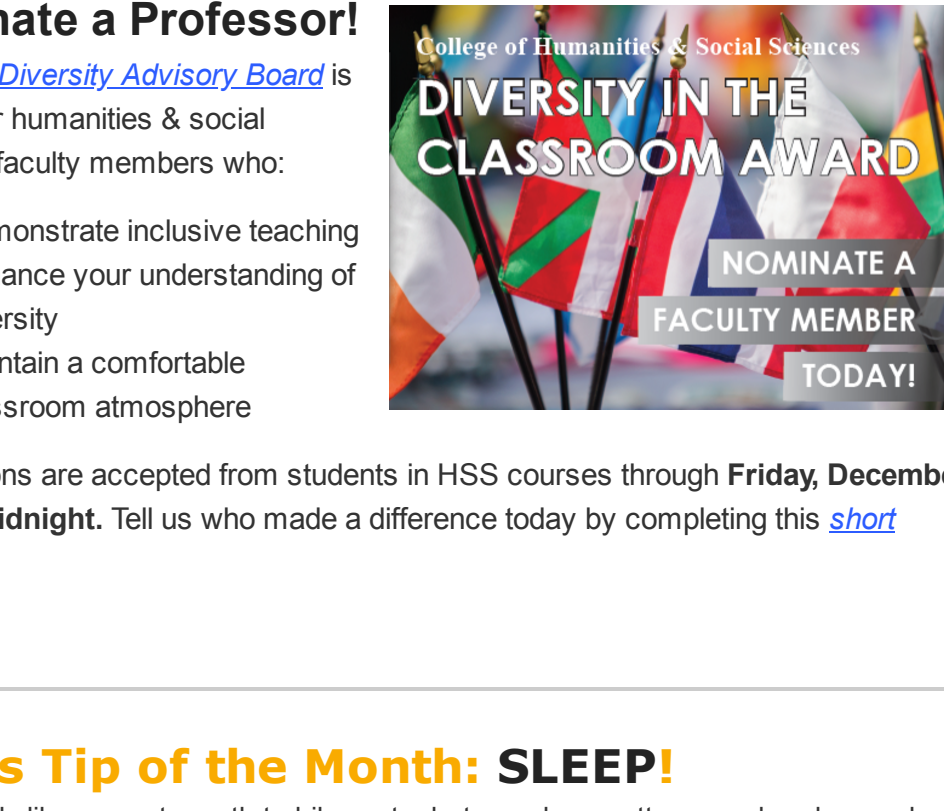 nate a Professor!
Diversity Advisory Board is
r humanities & social
faculty members who:
monstrate inclusive teaching
ance your understanding of
ersity
ntain a comfortable
ssroom atmosphere
College of Humanities & Social Sciences
DIVERSITY IN THE
CLASSROOM AWARD
NOMINATE A
FACULTY MEMBER
TODAY!
ons are accepted from students in HSS courses through Friday, Decembe
idnight. Tell us who made a difference today by completing this short
s Tip of the Month: SLEEP!